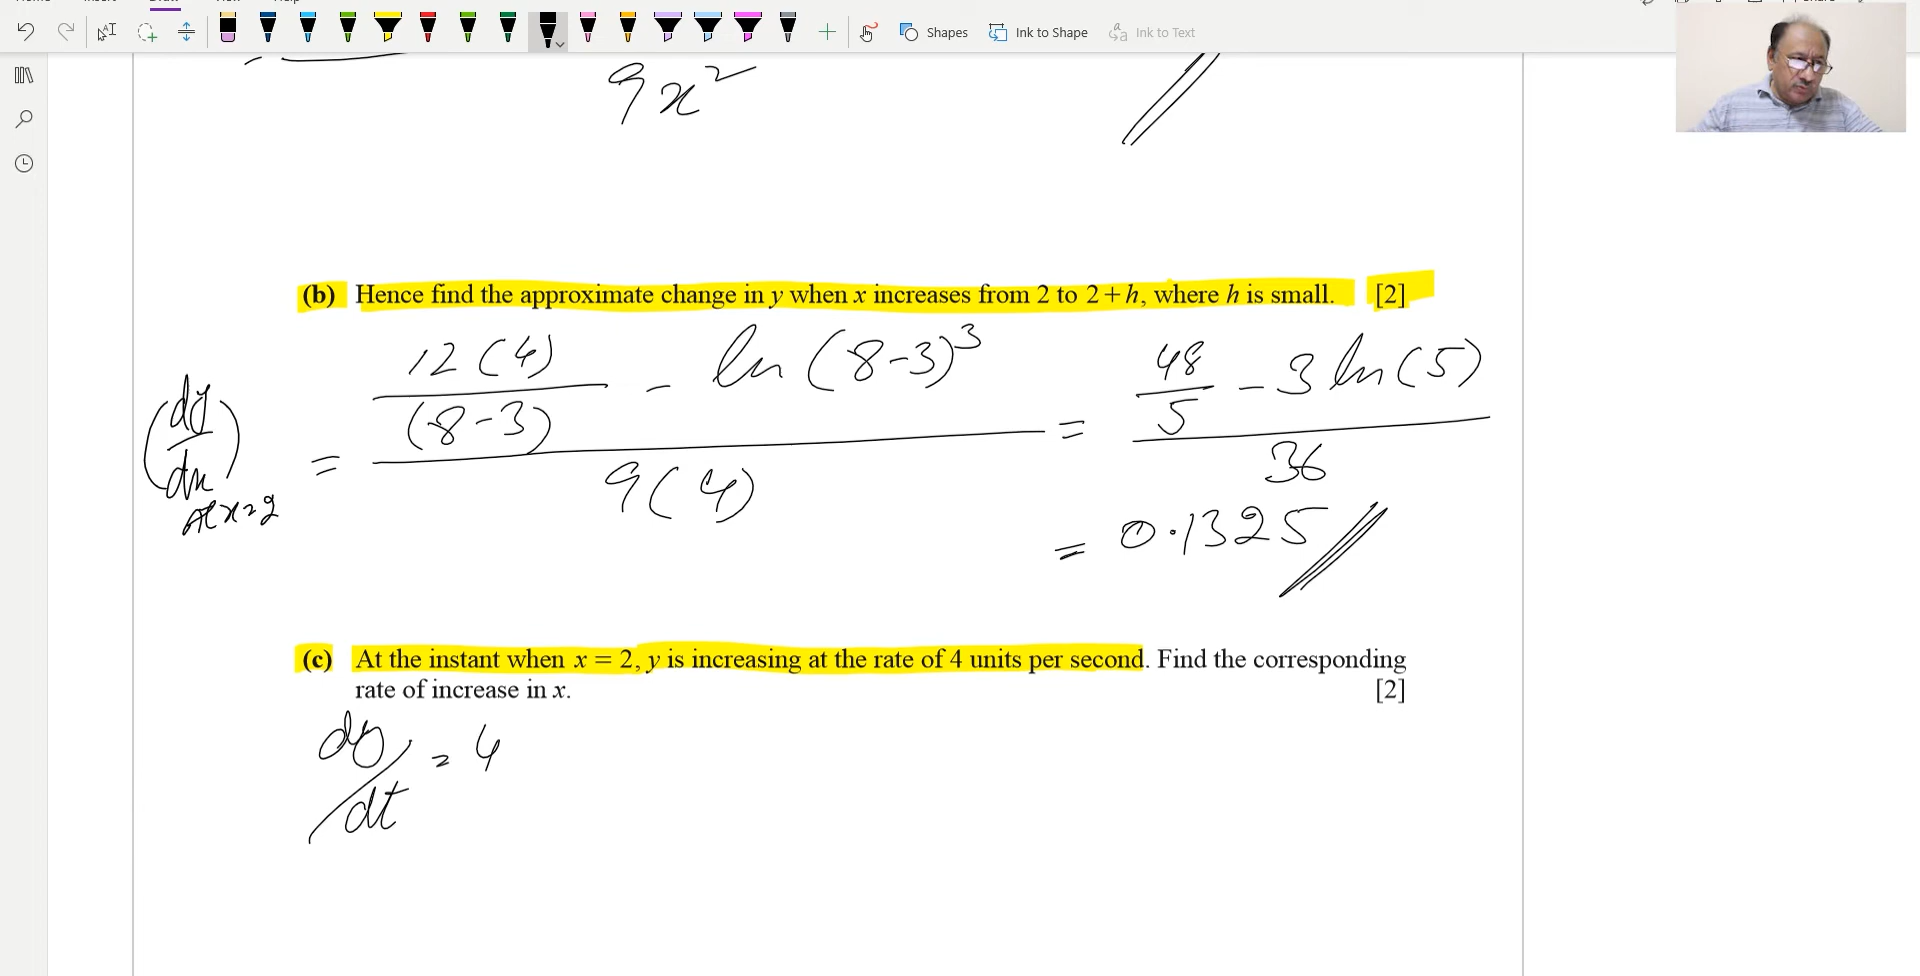 Shapes Ink to Shape Ink to Text
9x²
(b) Hence find the approximate change in y when x increases from 2 to 2 + h, where h is small. [2]
(dy/dx) at x=2 = (12(4)/(8-3) - ln(8-3)³)/9(4) = (48/5 - 3 ln(5))/36
= 0.1325
(c) At the instant when x = 2, y is increasing at the rate of 4 units per second. Find the corresponding
rate of increase in x. [2]
dy/dt = 4